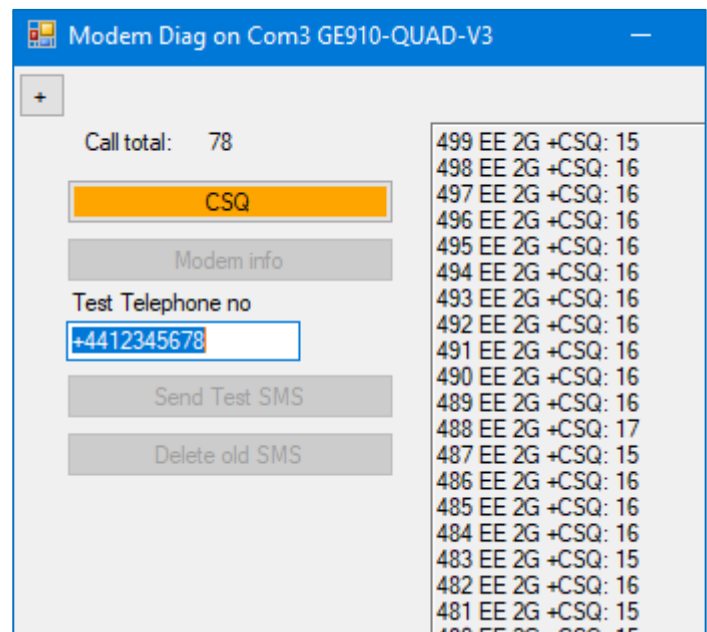 Modem Diag on Com3 GE910-QUAD-V3
+
Call total: 78
CSQ
Modem info
Test Telephone no
+4412345678
Send Test SMS
Delete old SMS
499 EE 2G +CSQ: 15
498 EE 2G +CSQ: 16
497 EE 2G +CSQ: 16
496 EE 2G +CSQ: 16
495 EE 2G +CSQ: 16
494 EE 2G +CSQ: 16
493 EE 2G +CSQ: 16
492 EE 2G +CSQ: 16
491 EE 2G +CSQ: 16
490 EE 2G +CSQ: 16
489 EE 2G +CSQ: 16
488 EE 2G +CSQ: 17
487 EE 2G +CSQ: 15
486 EE 2G +CSQ: 16
485 EE 2G +CSQ: 16
484 EE 2G +CSQ: 16
483 EE 2G +CSQ: 15
482 EE 2G +CSQ: 16
481 EE 2G +CSQ: 15